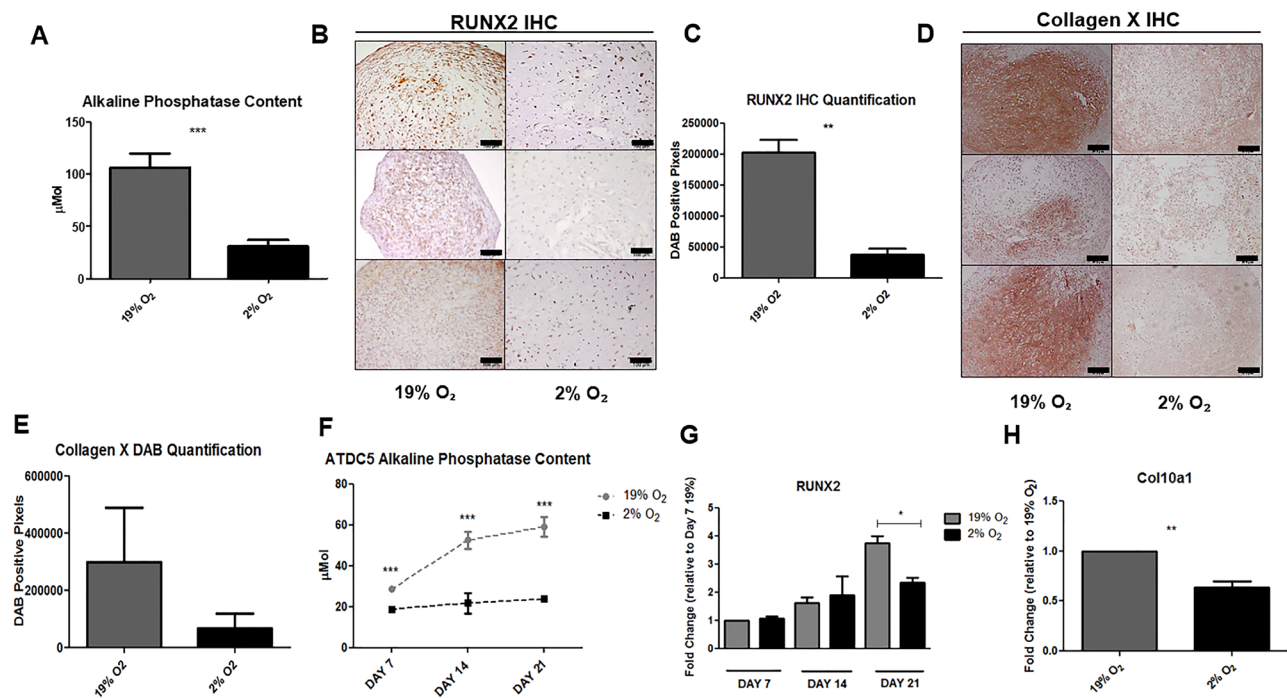 A
Alkaline Phosphatase Content
***
150
100
50
0
µMol
19% O₂
2% O₂
B
RUNX2 IHC
19% O₂
2% O₂
C
RUNX2 IHC Quantification
**
250000
200000
150000
100000
50000
0
DAB Positive Pixels
19% O2
2% O2
D
Collagen X IHC
19% O₂
2% O₂
E
Collagen X DAB Quantification
600000
400000
200000
0
DAB Positive Pixels
19% O2
2% O2
F
ATDC5 Alkaline Phosphatase Content
80
60
40
20
0
µMol
***
***
***
19% O₂
2% O₂
DAY 7
DAY 14
DAY 21
G
RUNX2
5
4
3
2
1
0
Fold Change (relative to Day 7 19%)
*
19% O₂
2% O₂
DAY 7
DAY 14
DAY 21
H
Col10a1
1.5
1.0
0.5
0.0
Fold Change (relative to 19% O₂)
**
19% O₂
2% O₂